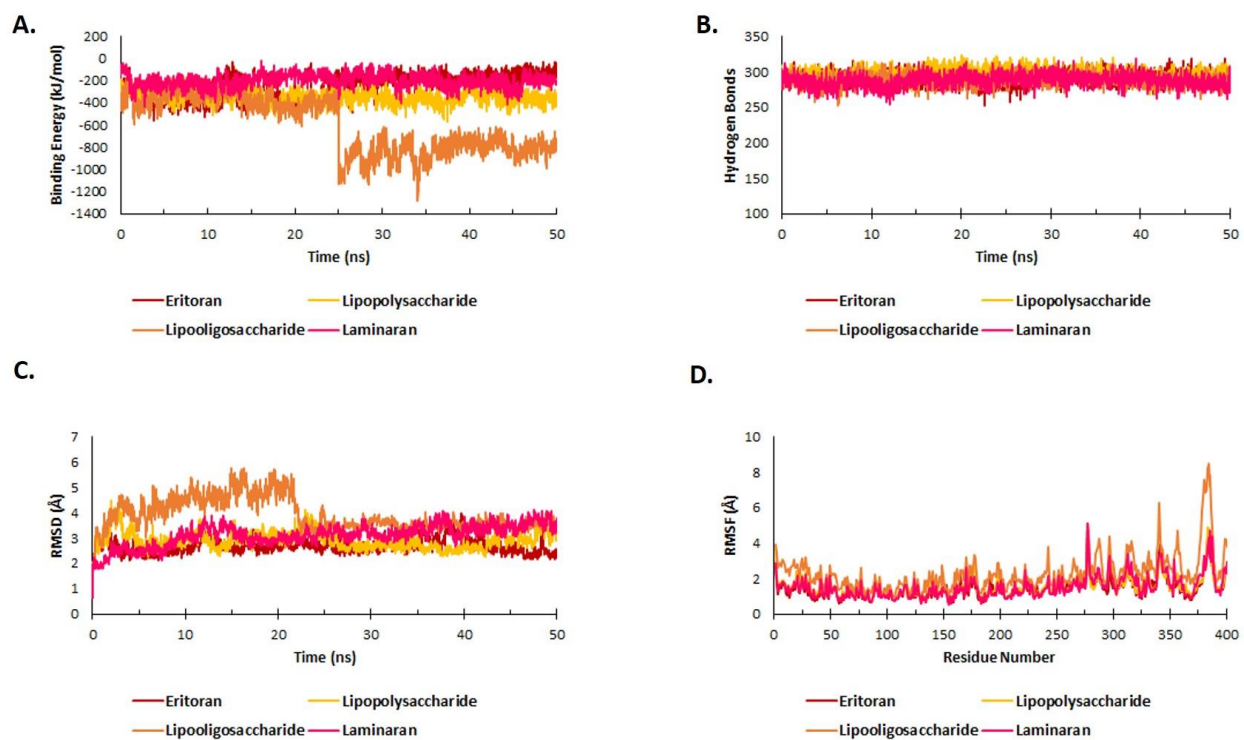 A.
200
0
-200
-400
-600
-800
-1000
-1200
-1400
Binding Energy (kJ/mol)
0 10 20 30 40 50
Time (ns)
Eritoran Lipopolysaccharide
Lipooligosaccharide Laminaran
B.
350
300
250
200
150
100
Hydrogen Bonds
0 10 20 30 40 50
Time (ns)
Eritoran Lipopolysaccharide
Lipooligosaccharide Laminaran
C.
7
6
5
4
3
2
1
0
RMSD (Å)
0 10 20 30 40 50
Time (ns)
Eritoran Lipopolysaccharide
Lipooligosaccharide Laminaran
D.
10
8
6
4
2
0
RMSF (Å)
0 50 100 150 200 250 300 350 400
Residue Number
Eritoran Lipopolysaccharide
Lipooligosaccharide Laminaran